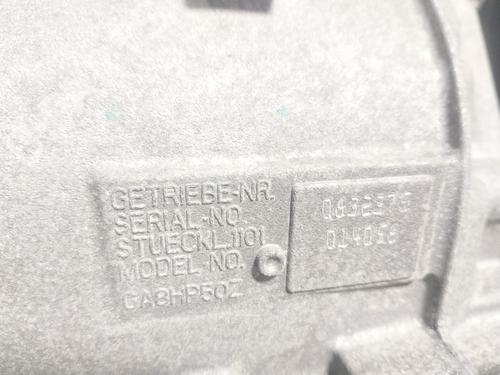 GETRIEBE-NR.
SERIAL-NO.
STUECKL.1101
MODEL-NO.
GA8HP50Z